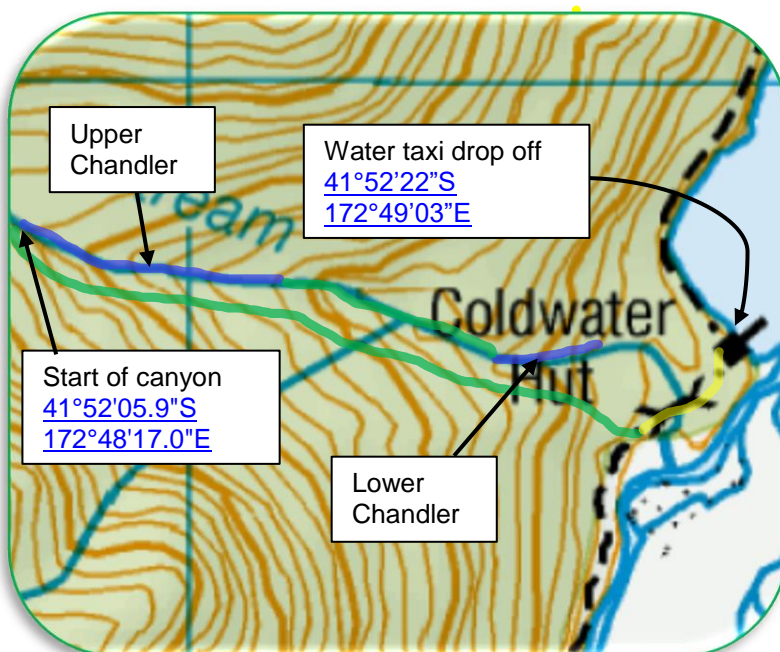 Upper
Chandler
Water taxi drop off
41°52'22”S
172°49'03”E
ream
Coldwater
Hut
Start of canyon
41°52'05.9"S
172°48'17.0"E
Lower
Chandler